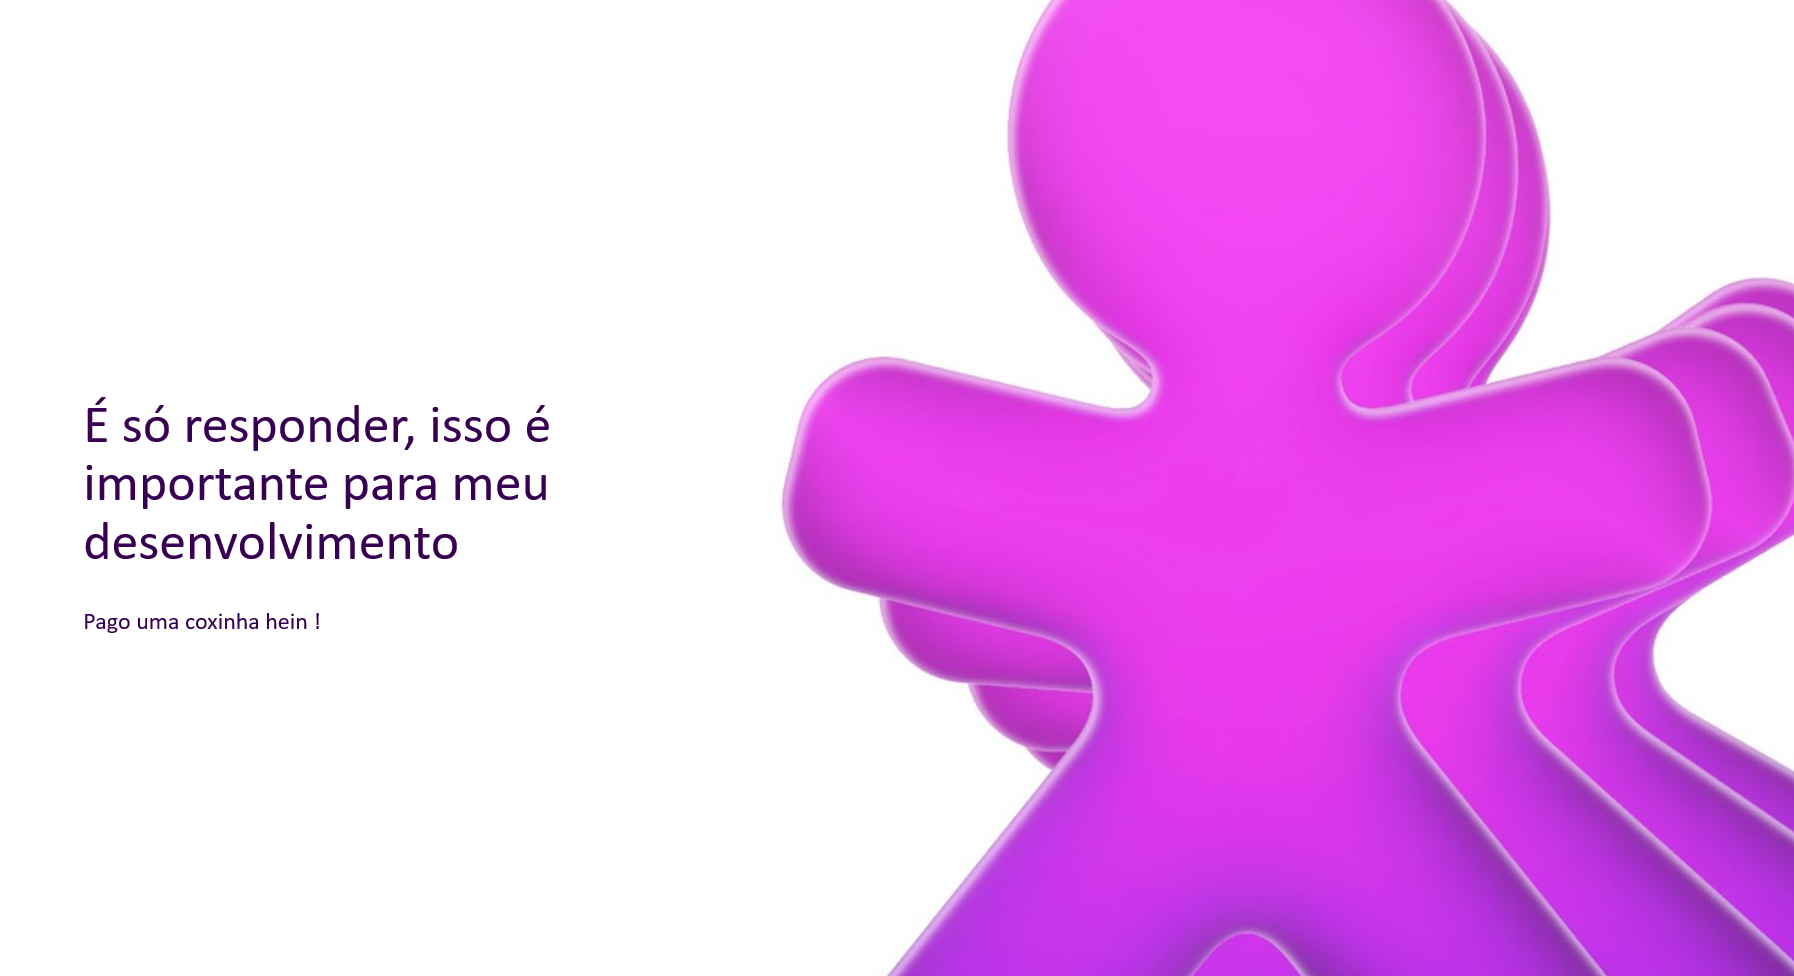 É só responder, isso é
importante para meu
desenvolvimento
Pago uma coxinha hein !